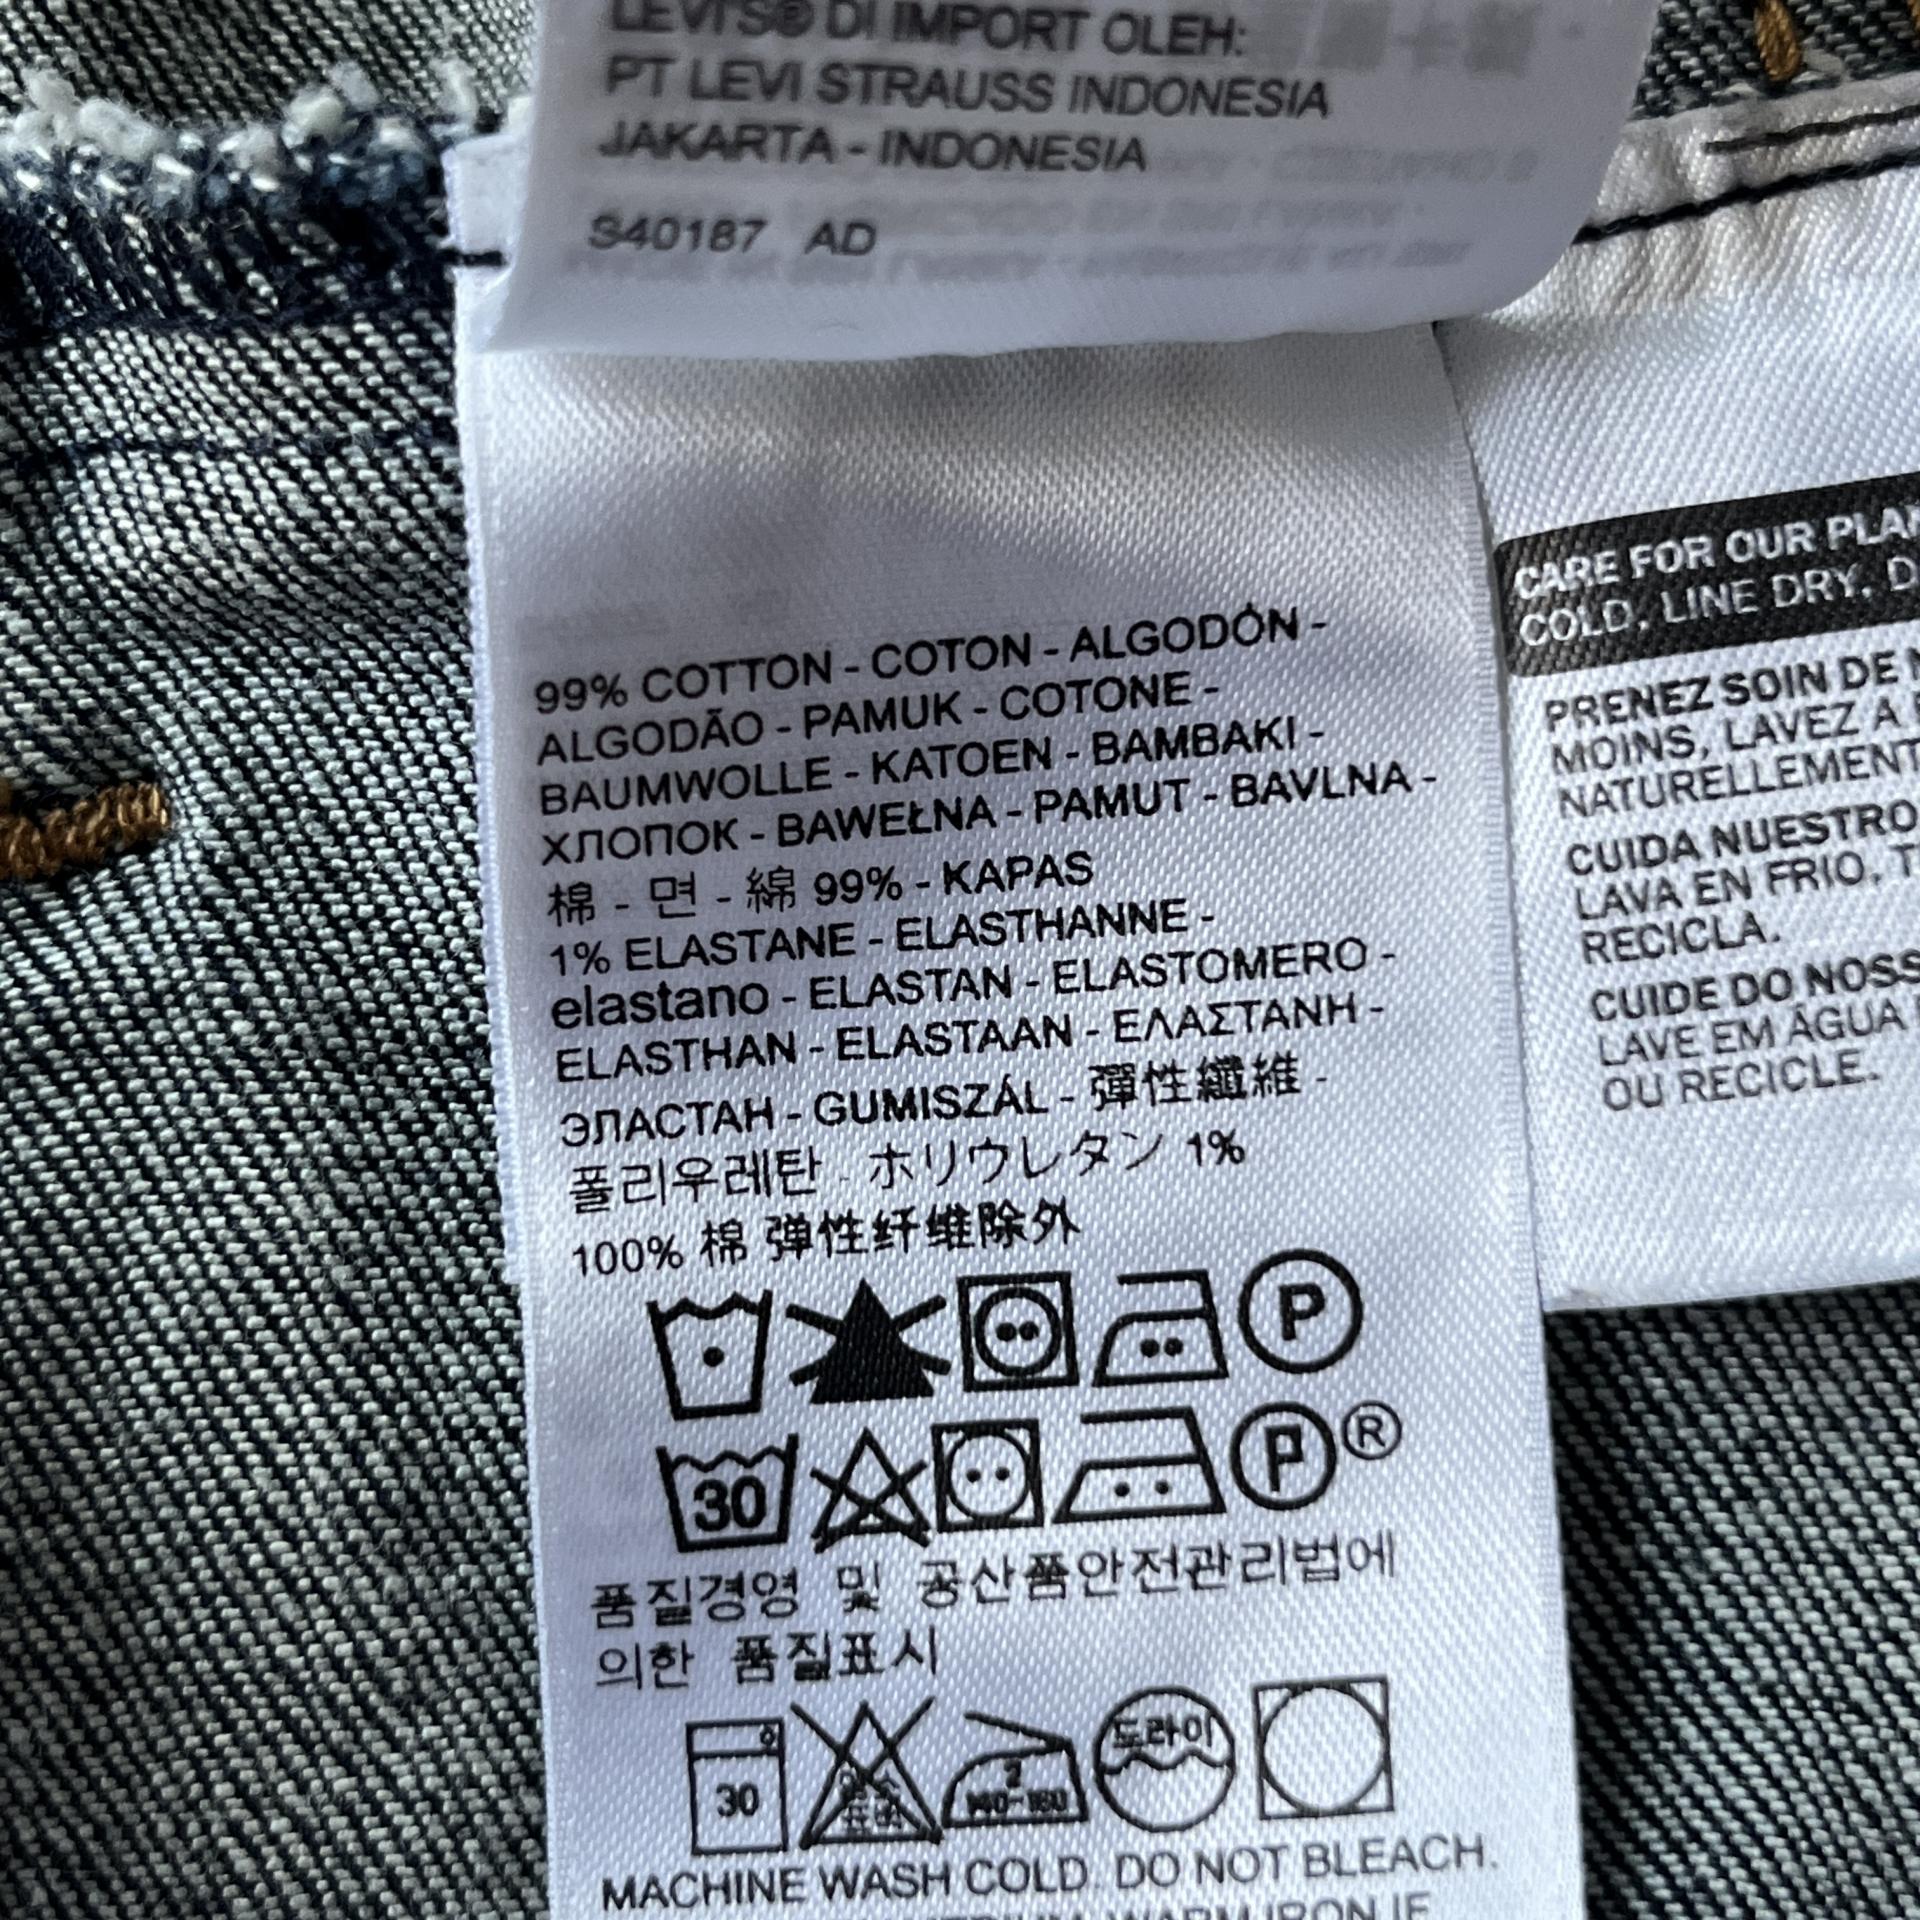 LEVI'S® DI IMPORT OLEH:
PT LEVI STRAUSS INDONESIA
JAKARTA - INDONESIA
S40187 AD
99% COTTON - COTON - ALGODÓN -
ALGODÃO - PAMUK - COTONE -
BAUMWOLLE - KATOEN - BAMBAKI -
ХЛОПОК - BAWEŁNA - PAMUT - BAVLNA -
棉 - 면 - 綿 99% - KAPAS
1% ELASTANE - ELASTHANNE -
elastano - ELASTAN - ELASTOMERO -
ELASTHAN - ELASTAAN - ΕΛΑΣΤΑΝΗ -
ЭЛАСТАН - GUMISZÁL - 彈性纖維 -
폴리우레탄 - ポリウレタン 1%
100% 棉 弹性纤维除外
P
30 P ®
품질경영 및 공산품안전관리법에
의한 품질표시
30 2 140-160 드라이
MACHINE WASH COLD. DO NOT BLEACH.
WARM IRON IF
CARE FOR OUR
COLD, LINE DRY,
PRENEZ SOIN DE
MOINS, LAVEZ A
NATURELLEMENT
CUIDA NUESTRO
LAVA EN FRIO,
RECICLA.
CUIDE DO
LAVE EM ÁGUA
OU RECICLE.